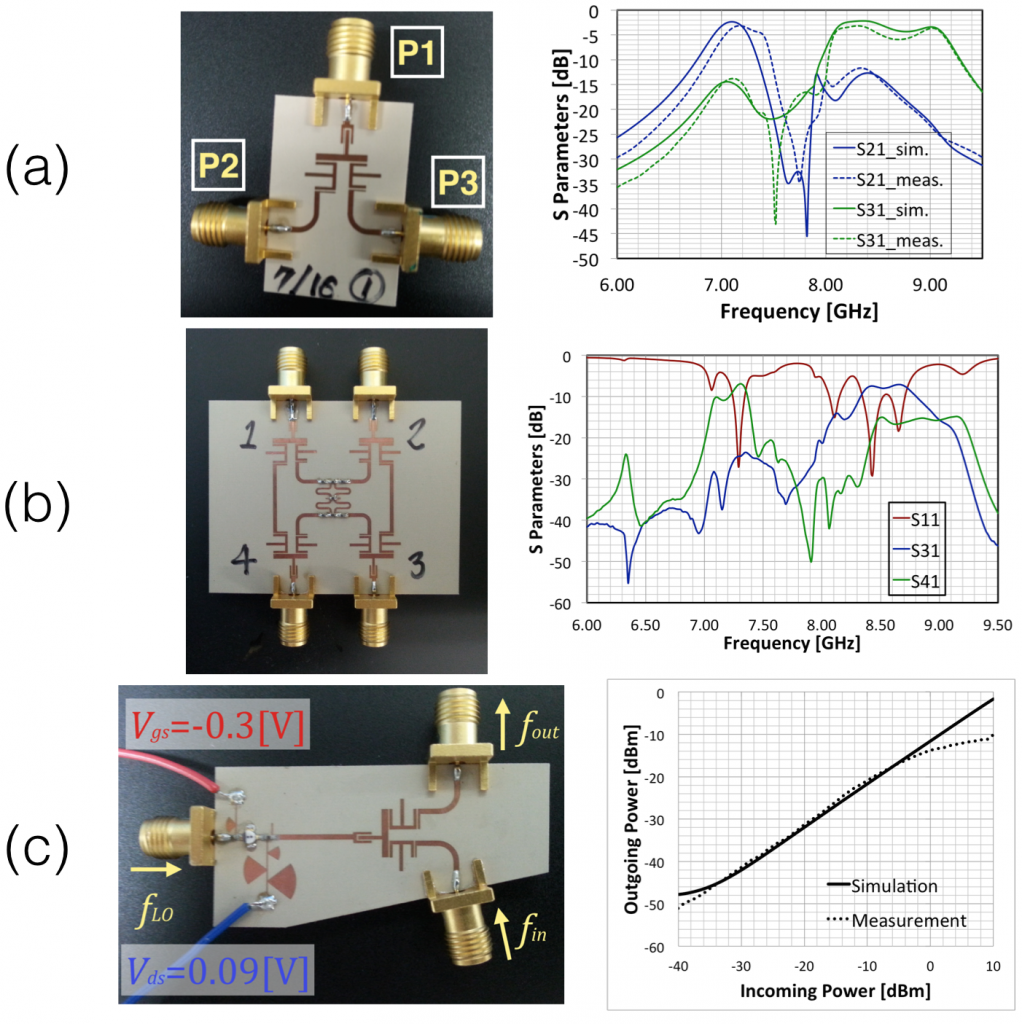 (a)
P1
P2
P3
7/16 ①
S Parameters [dB]
0
-5
-10
-15
-20
-25
-30
-35
-40
-45
-50
S21_sim.
S21_meas.
S31_sim.
S31_meas.
6.00 7.00 8.00 9.00
Frequency [GHz]
(b)
1 2
4 3
S Parameters [dB]
0
-10
-20
-30
-40
-50
-60
S11
S31
S41
6.00 6.50 7.00 7.50 8.00 8.50 9.00 9.50
Frequency [GHz]
(c)
Vgs=-0.3[V]
fout
fLO
fin
Vds=0.09[V]
Outgoing Power [dBm]
0
-10
-20
-30
-40
-50
-60
Simulation
Measurement
-40 -30 -20 -10 0 10
Incoming Power [dBm]